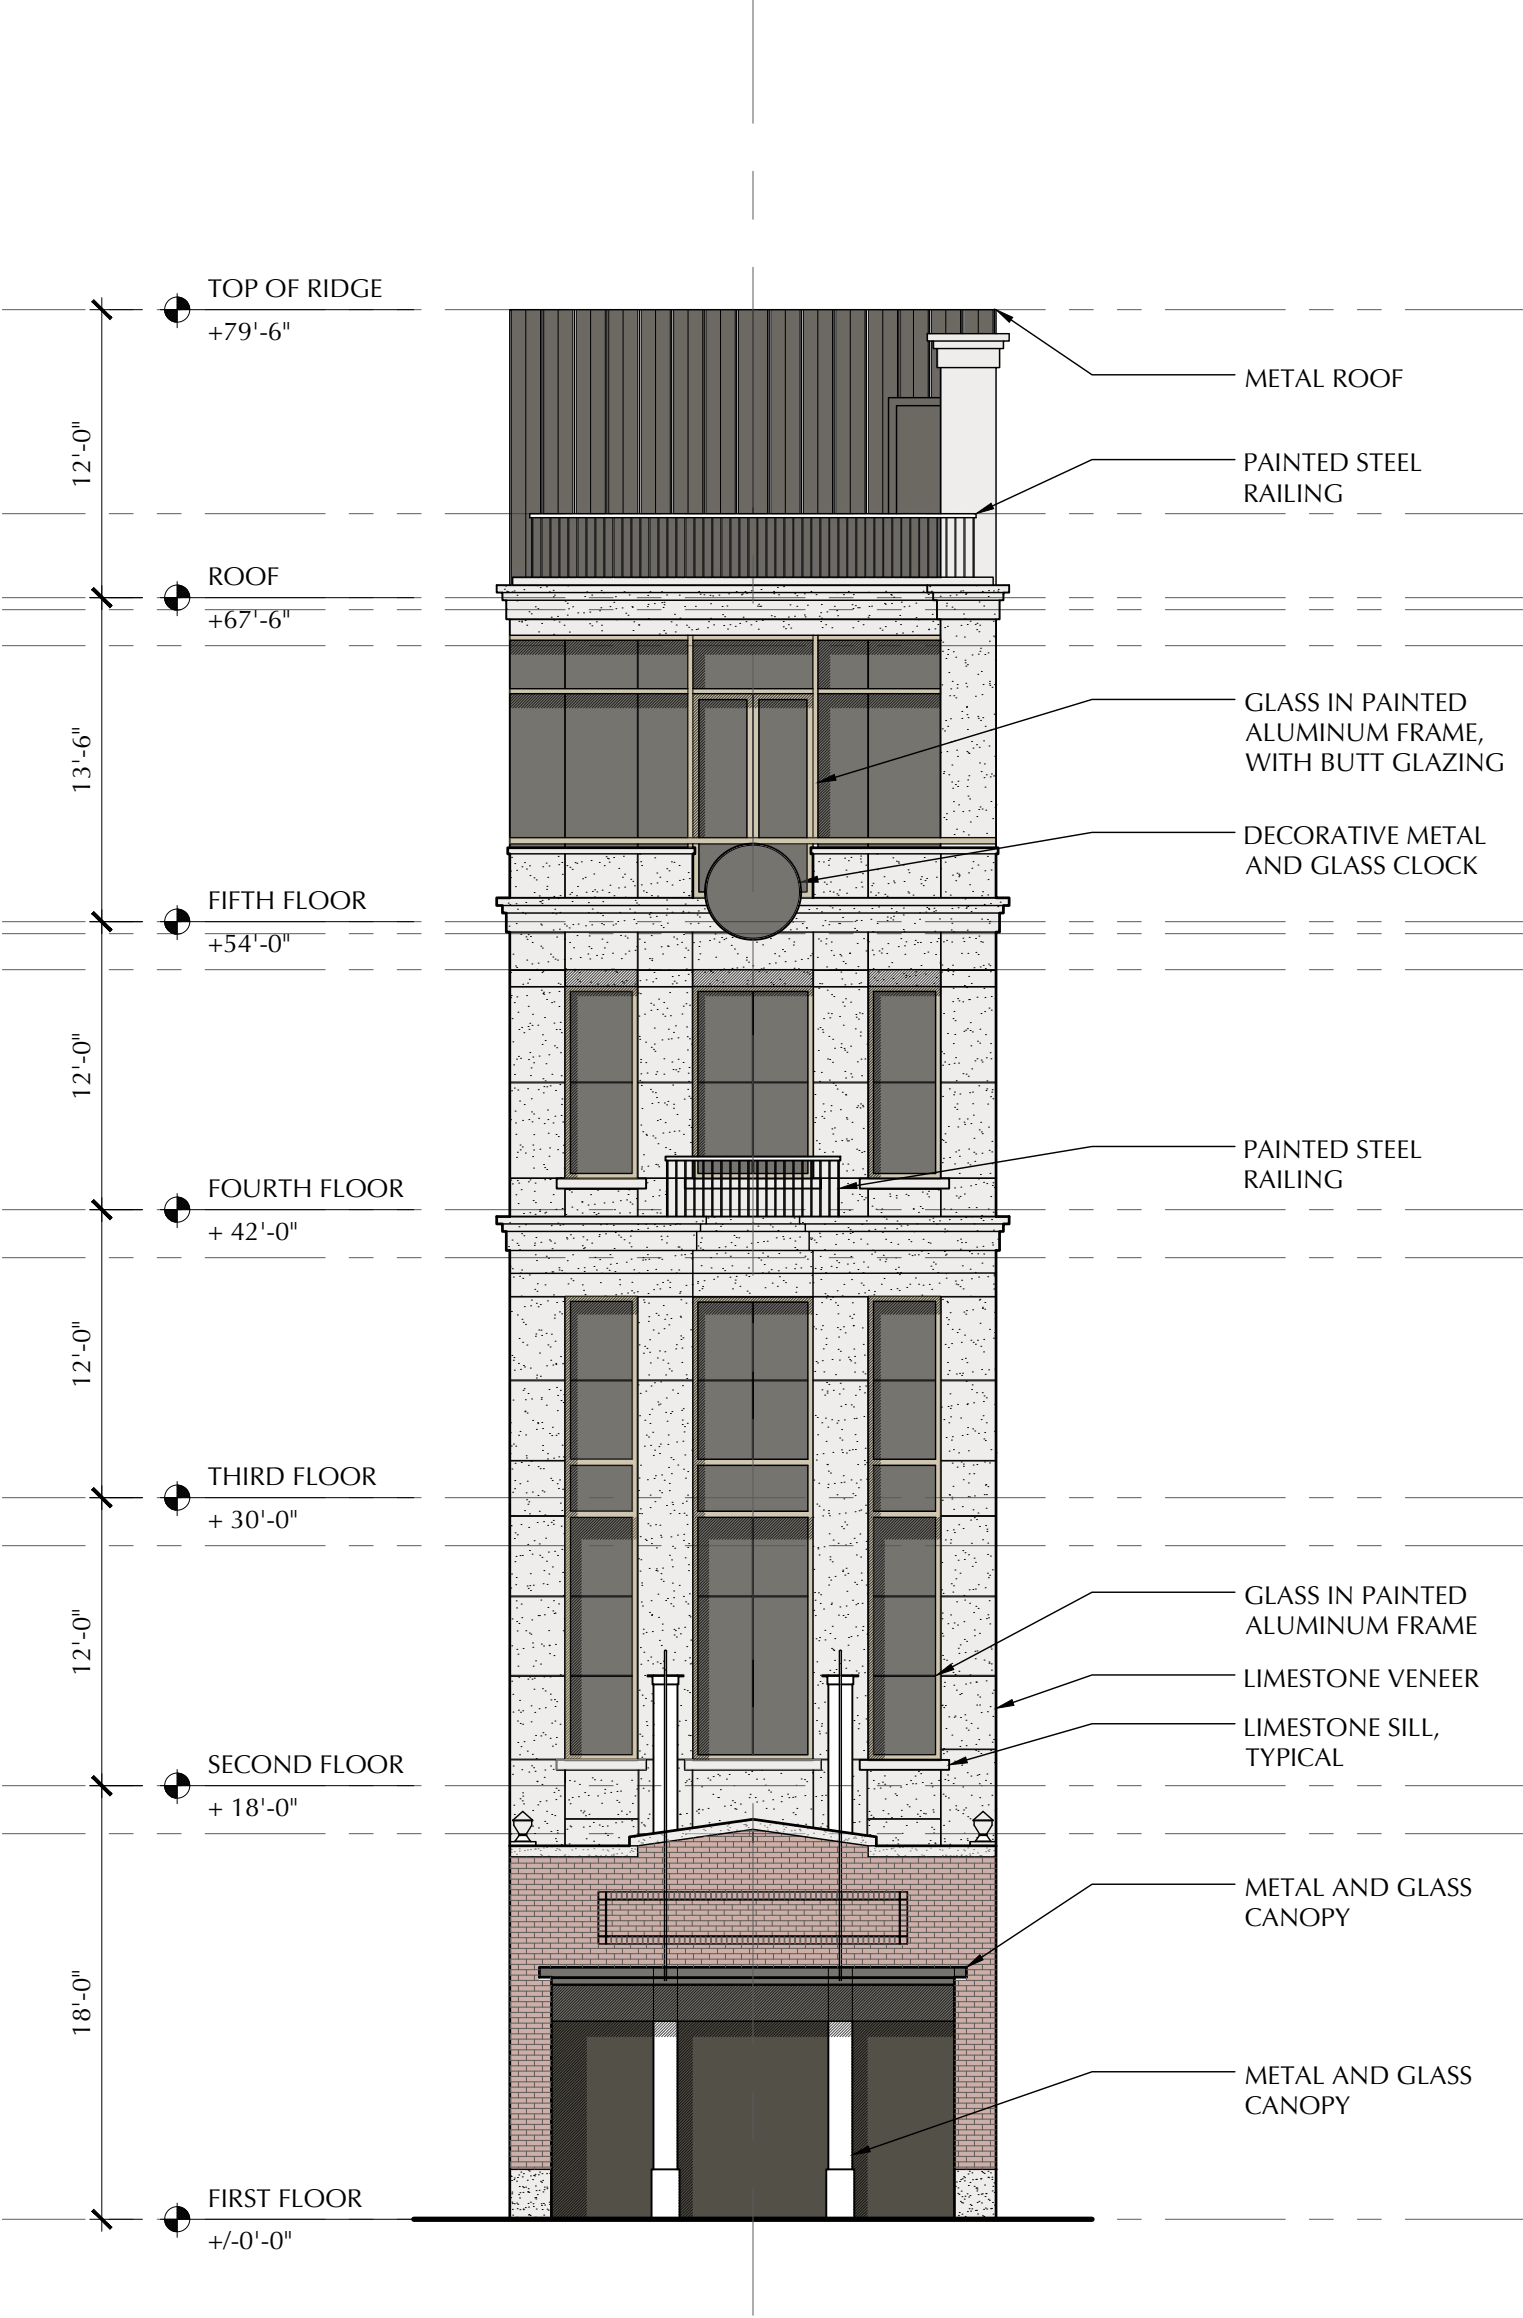 TOP OF RIDGE
+79'-6"
METAL ROOF
12'-0"
PAINTED STEEL
RAILING
ROOF
+67'-6"
GLASS IN PAINTED
ALUMINUM FRAME,
WITH BUTT GLAZING
13'-6"
DECORATIVE METAL
AND GLASS CLOCK
FIFTH FLOOR
+54'-0"
12'-0"
PAINTED STEEL
RAILING
FOURTH FLOOR
+ 42'-0"
12'-0"
THIRD FLOOR
+ 30'-0"
GLASS IN PAINTED
ALUMINUM FRAME
12'-0"
LIMESTONE VENEER
LIMESTONE SILL,
TYPICAL
SECOND FLOOR
+ 18'-0"
METAL AND GLASS
CANOPY
18'-0"
METAL AND GLASS
CANOPY
FIRST FLOOR
+/-0'-0"